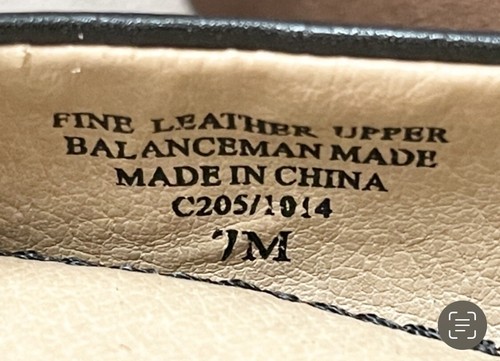 FINE LEATHER UPPER
BALANCEMAN MADE
MADE IN CHINA
C205/1014
7M